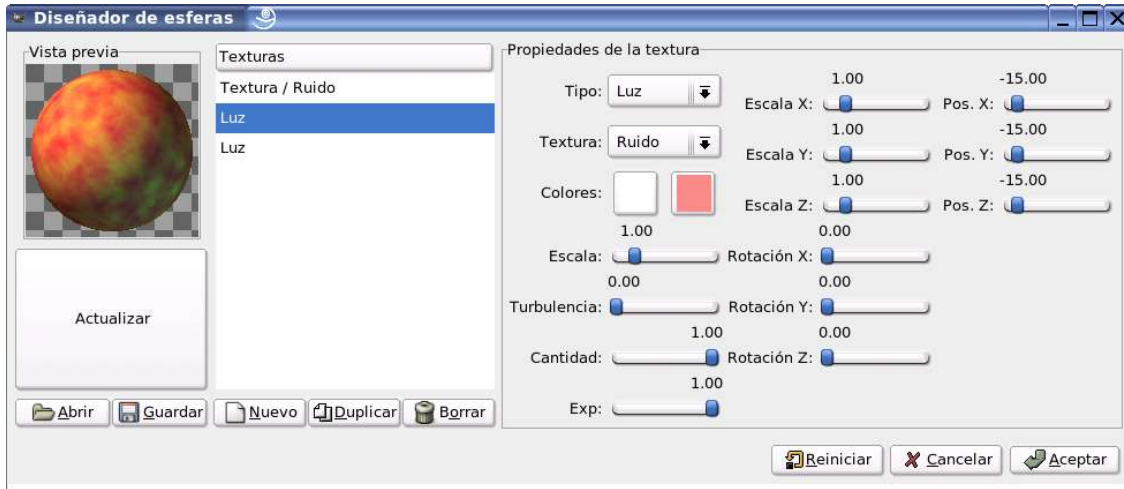 Diseñador de esferas
Vista previa
Actualizar
Abrir
Guardar
Texturas
Textura / Ruido
Luz
Luz
Nuevo
Duplicar
Borrar
Propiedades de la textura
Tipo: Luz
Textura: Ruido
Colores:
1.00
Escala:
0.00
Turbulencia:
1.00
Cantidad:
1.00
Exp:
1.00
Escala X:
1.00
Escala Y:
1.00
Escala Z:
0.00
Rotación X:
0.00
Rotación Y:
0.00
Rotación Z:
-15.00
Pos. X:
-15.00
Pos. Y:
-15.00
Pos. Z:
Reiniciar
Cancelar
Aceptar